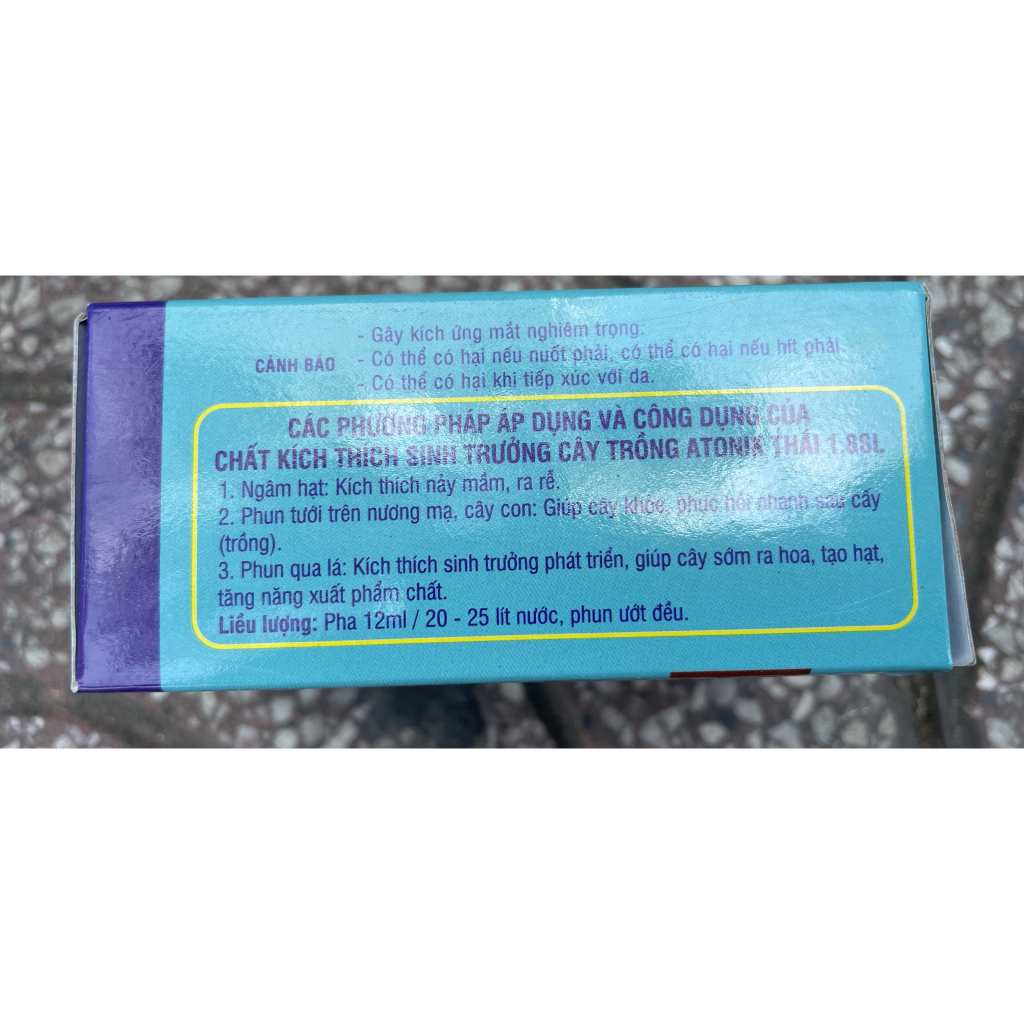 - Gây kích ứng mắt nghiêm trọng.
CẢNH BÁO - Có thể có hại nếu nuốt phải, có thể có hại nếu hít phải.
- Có thể có hại khi tiếp xúc với da.
CÁC PHƯƠNG PHÁP ÁP DỤNG VÀ CÔNG DỤNG CỦA
CHẤT KÍCH THÍCH SINH TRƯỞNG CÂY TRỒNG ATONIK THÁI 1.8SL
1. Ngâm hạt: Kích thích nảy mầm, ra rễ.
2. Phun tưới trên nương mạ, cây con: Giúp cây khỏe, phục hồi nhanh sau cấy
(trồng).
3. Phun qua lá: Kích thích sinh trưởng phát triển, giúp cây sớm ra hoa, tạo hạt,
tăng năng xuất phẩm chất.
Liều lượng: Pha 12ml / 20 - 25 lít nước, phun ướt đều.